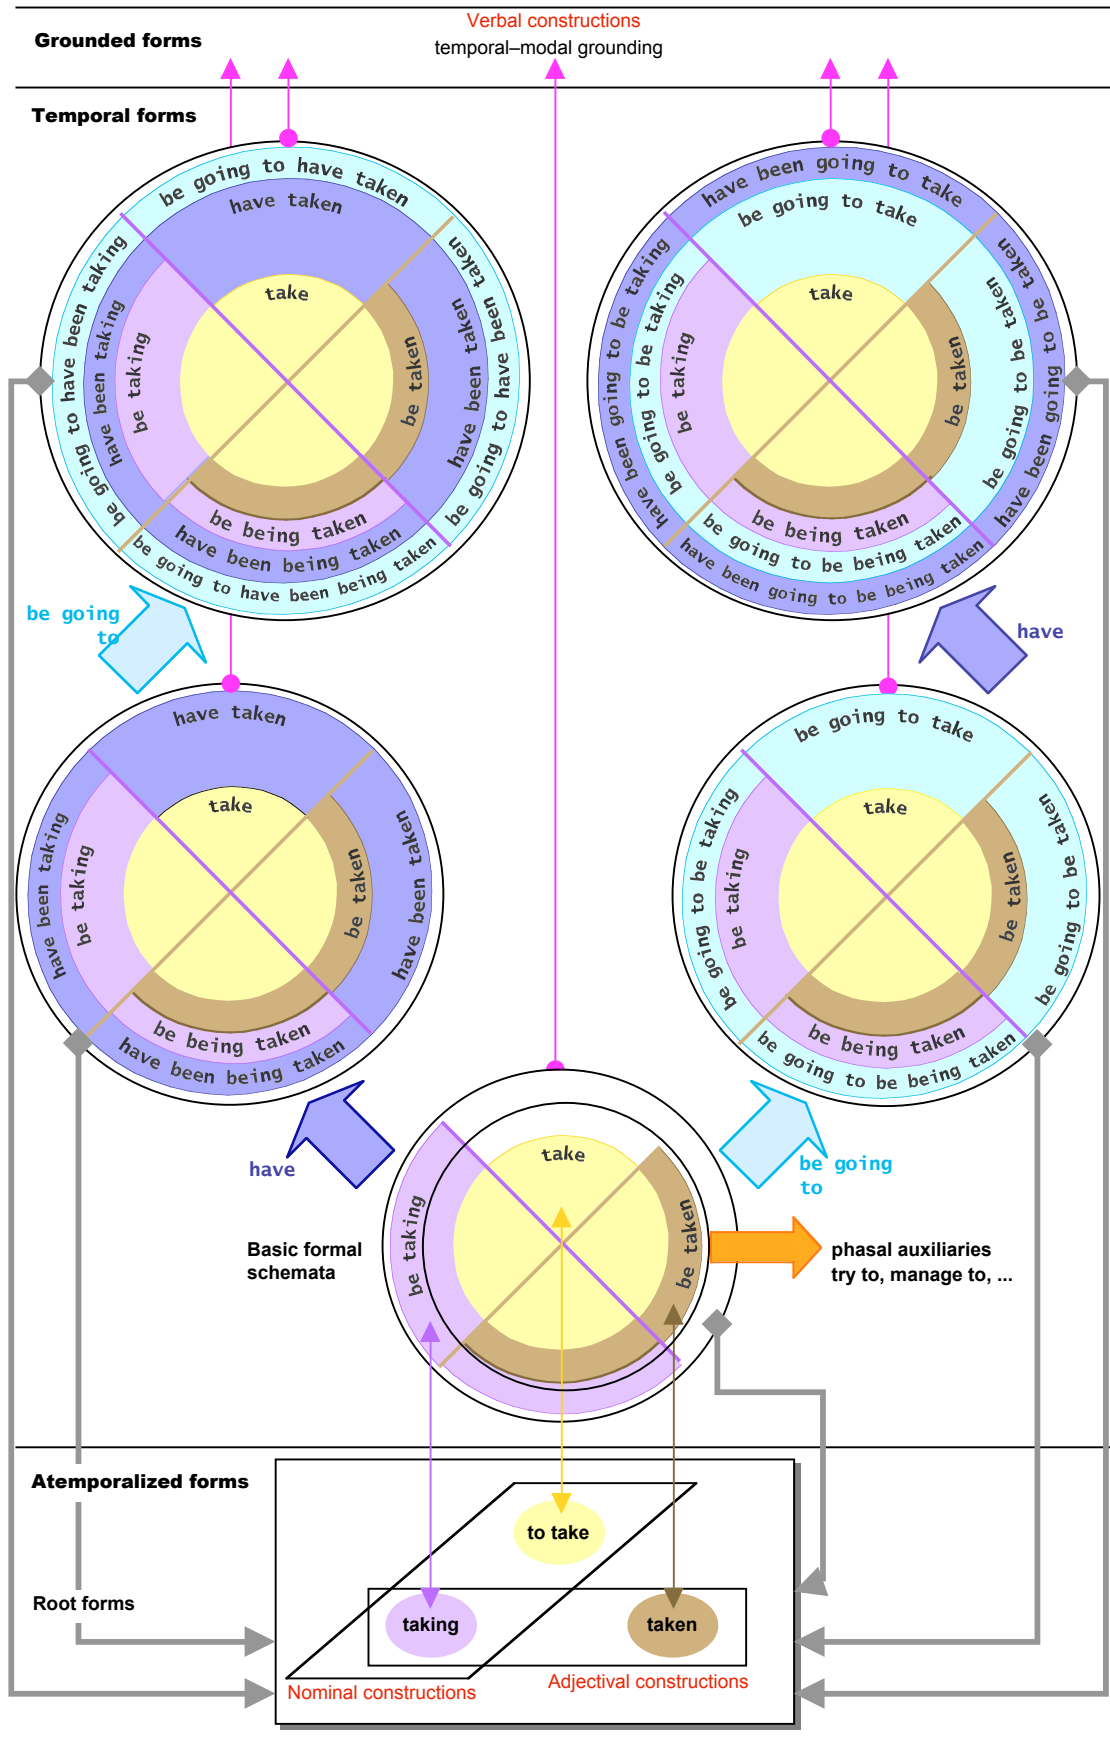 Verbal constructions
Grounded forms
temporal–modal grounding
Temporal forms
be going to have taken
have taken
take
be going to have been taking
have been taking
be taking
be taken
have been taken
be going to have been taken
be being taken
have been being taken
be going to have been being taken
have been going to take
be going to take
take
have been going to be taking
be going to be taking
be taking
be taken
be going to be taken
have been going to be taken
be being taken
be going to be being taken
have been going to be being taken
be going
to
have
have taken
take
have been taking
be taking
be taken
have been taken
be being taken
have been being taken
be going to take
take
be going to be taking
be taking
be taken
be going to be taken
be being taken
be going to be being taken
have
be going
to
take
be taking
be taken
Basic formal
schemata
phasal auxiliaries
try to, manage to, ...
Atemporalized forms
to take
Root forms
taking
taken
Nominal constructions
Adjectival constructions